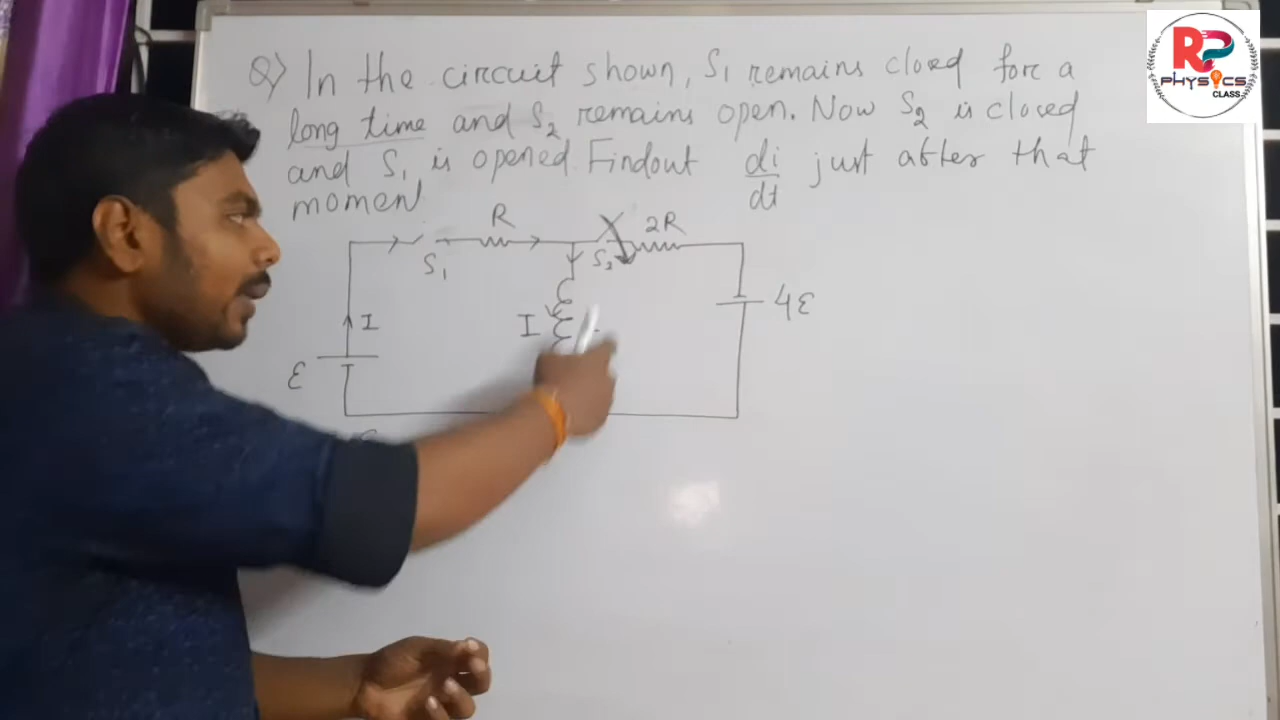 Q) In the circuit shown, S1 remains closed for a
long time and S2 remains open. Now S2 is closed
and S1 is opened. Findout di/dt just after that
moment
R
2R
S1
S2
I
I
4ε
ε
RP
PHYSICS
CLASS